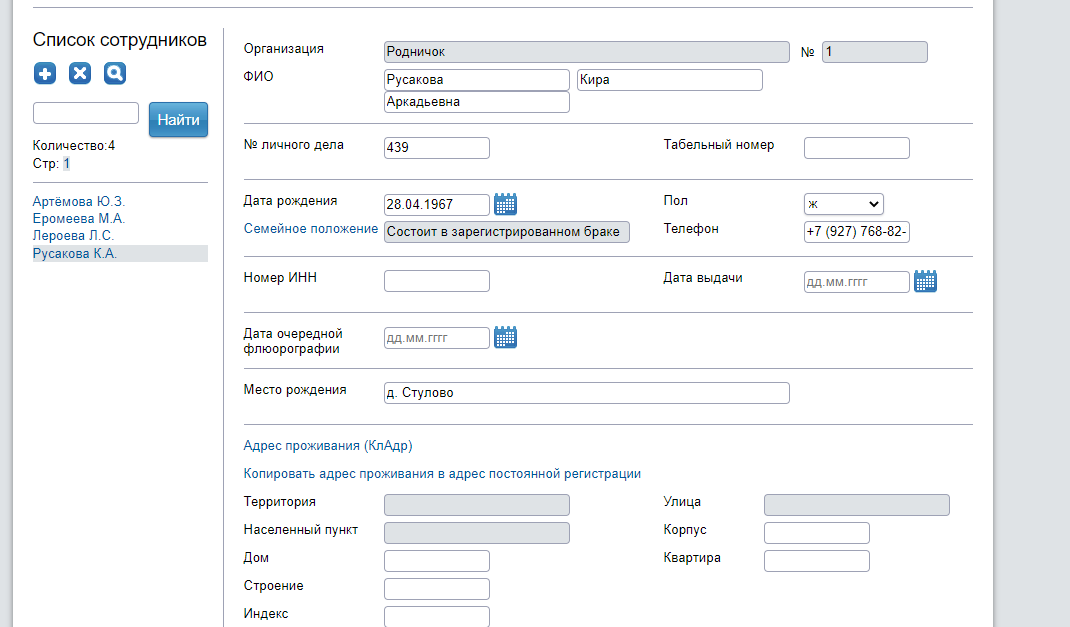 Список сотрудников
Найти
Количество:4
Стр: 1
Артёмова Ю.З.
Еромеева М.А.
Лероева Л.С.
Русакова К.А.
Организация Родничок № 1
ФИО Русакова Кира
Аркадьевна
№ личного дела 439 Табельный номер
Дата рождения 28.04.1967 Пол ж
Семейное положение Состоит в зарегистрированном браке Телефон +7 (927) 768-82-
Номер ИНН Дата выдачи дд.мм.гггг
Дата очередной
флюорографии дд.мм.гггг
Место рождения д. Стулово
Адрес проживания (КлАдр)
Копировать адрес проживания в адрес постоянной регистрации
Территория Улица
Населенный пункт Корпус
Дом Квартира
Строение
Индекс